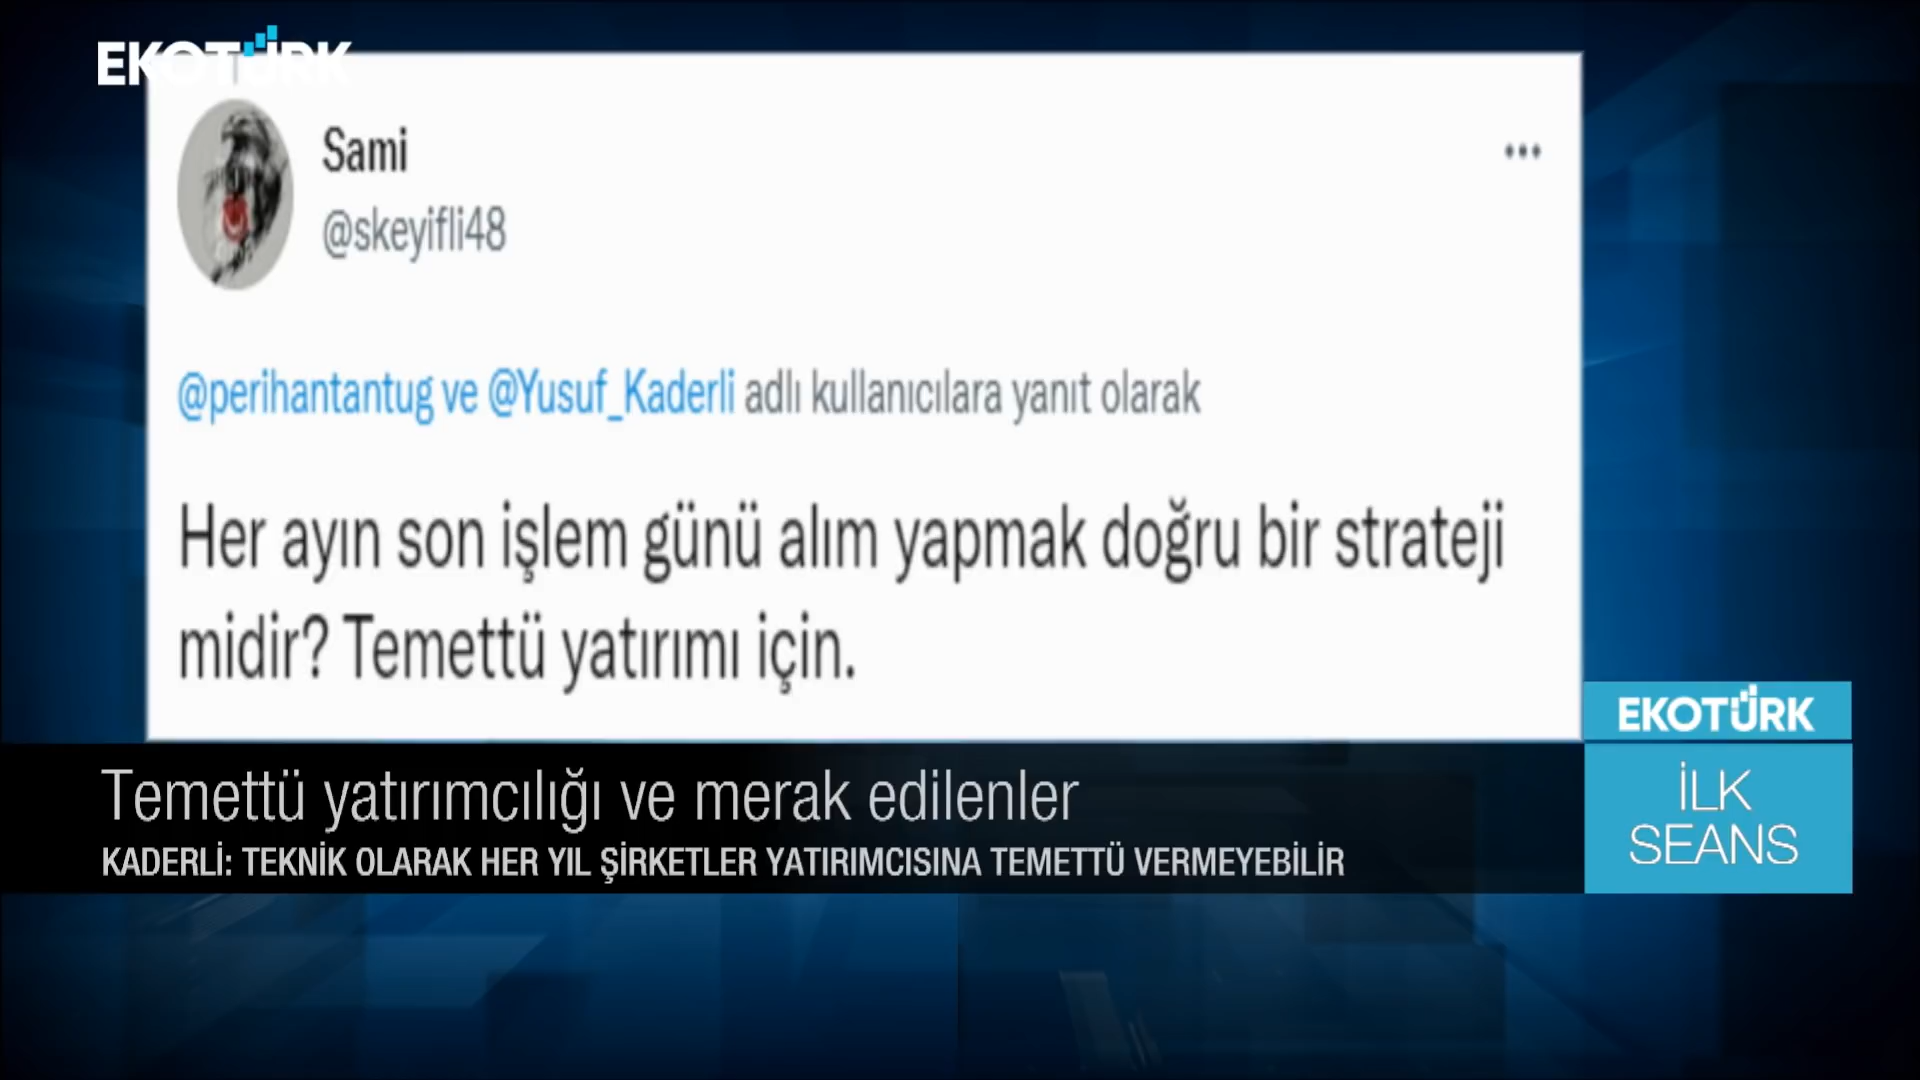 EKOTÜRK
Sami
@skeyifli48
@perihantantug ve @Yusuf_Kaderli adlı kullanıcılara yanıt olarak
Her ayın son işlem günü alım yapmak doğru bir strateji
midir? Temettü yatırımı için.
EKOTÜRK
İLK
SEANS
Temettü yatırımcılığı ve merak edilenler
KADERLİ: TEKNİK OLARAK HER YIL ŞİRKETLER YATIRIMCISINA TEMETTÜ VERMEYEBİLİR